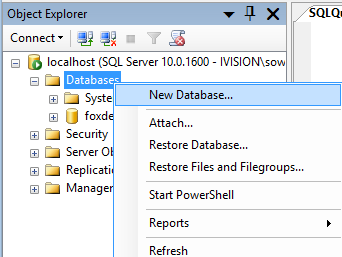 Object Explorer
SQLQ
Connect
localhost (SQL Server 10.0.1600 - IVISION\sow
Databases
Syste
foxde
Security
Server Ob
Replicatio
Manager
New Database...
Attach...
Restore Database...
Restore Files and Filegroups...
Start PowerShell
Reports
Refresh